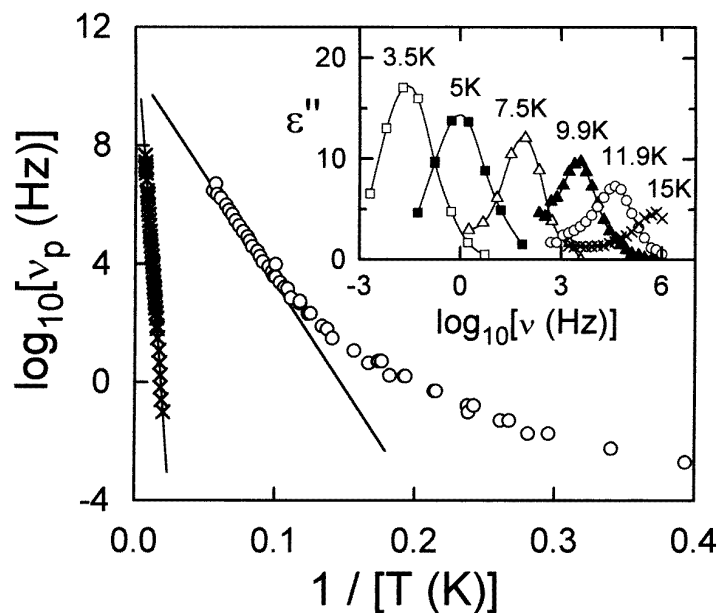 12
8
4
0
-4
log10[νp (Hz)]
0.0 0.1 0.2 0.3 0.4
1 / [T (K)]
20
10
0
ε''
3.5K
5K
7.5K
9.9K
11.9K
15K
-3 0 3 6
log10[ν (Hz)]